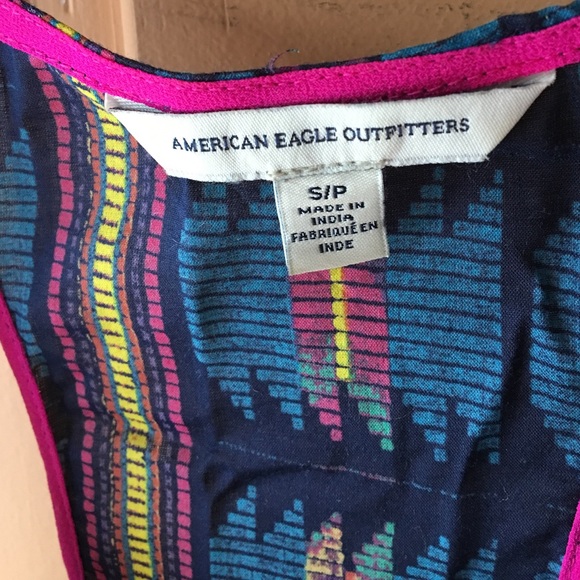 AMERICAN EAGLE OUTFITTERS
S/P
MADE IN
INDIA
FABRIQUÉ EN
INDE